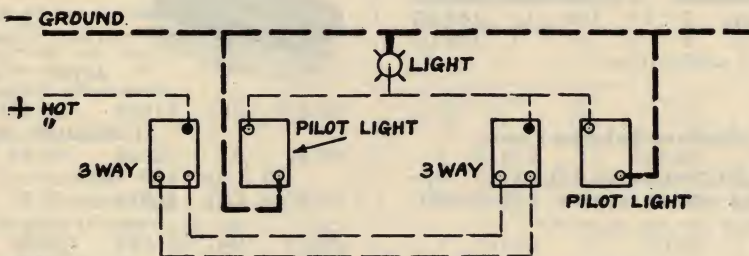 — GROUND.
LIGHT
+ HOT
"
PILOT LIGHT
3 WAY
3 WAY
PILOT LIGHT